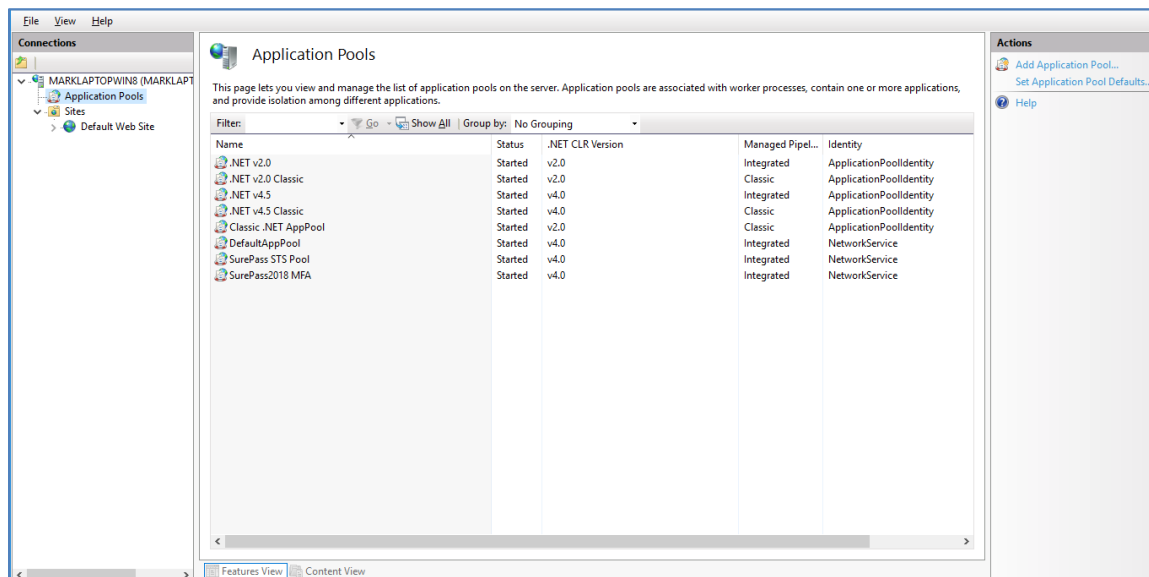 File View Help
Connections
MARKLAPTOPWIN8 (MARKLAPT
Application Pools
Sites
Default Web Site
Application Pools
This page lets you view and manage the list of application pools on the server. Application pools are associated with worker processes, contain one or more applications,
and provide isolation among different applications.
Filter: Go Show All Group by: No Grouping
Name Status .NET CLR Version Managed Pipel... Identity
.NET v2.0 Started v2.0 Integrated ApplicationPoolIdentity
.NET v2.0 Classic Started v2.0 Classic ApplicationPoolIdentity
.NET v4.5 Started v4.0 Integrated ApplicationPoolIdentity
.NET v4.5 Classic Started v4.0 Classic ApplicationPoolIdentity
Classic .NET AppPool Started v2.0 Classic ApplicationPoolIdentity
DefaultAppPool Started v4.0 Integrated NetworkService
SurePass STS Pool Started v4.0 Integrated NetworkService
SurePass2018 MFA Started v4.0 Integrated NetworkService
Features View Content View
Actions
Add Application Pool...
Set Application Pool Defaults..
Help